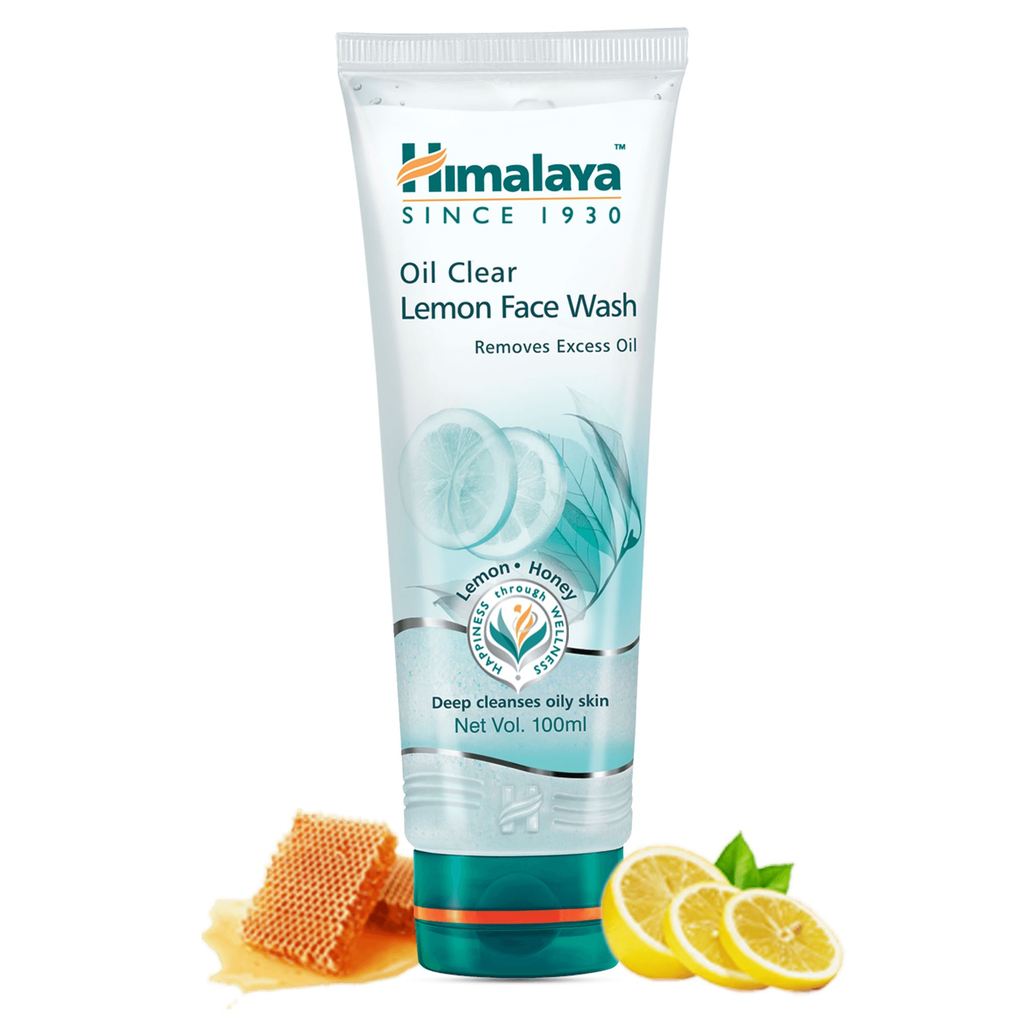 Himalaya™
SINCE 1930
Oil Clear
Lemon Face Wash
Removes Excess Oil
Lemon • Honey
HAPPINESS through WELLNESS
Deep cleanses oily skin
Net Vol. 100ml
H